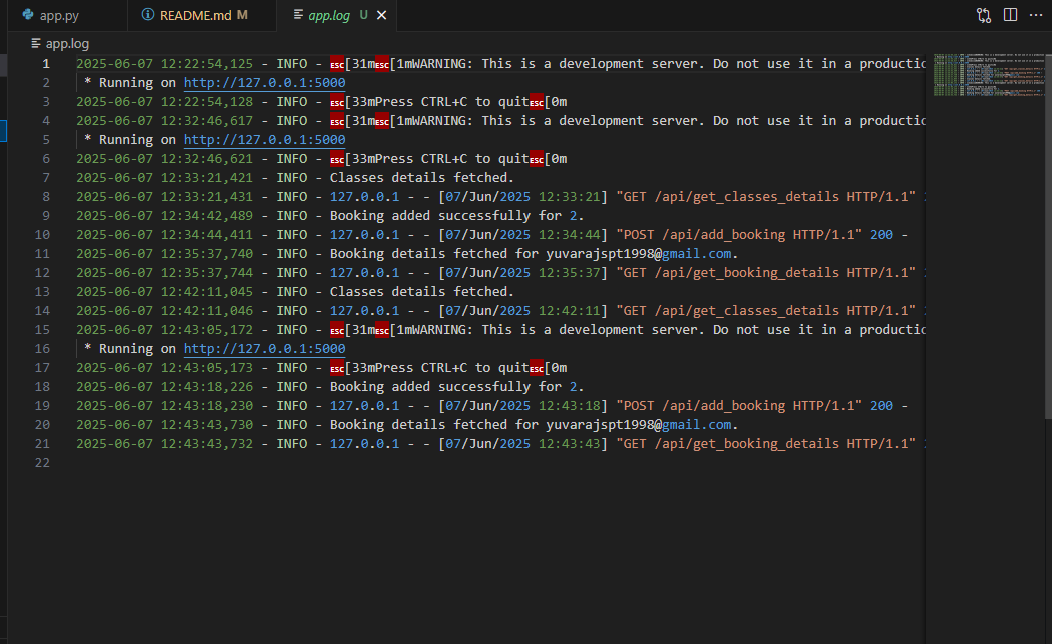 app.py
README.md M
app.log U
app.log
1 2025-06-07 12:22:54,125 - INFO - ESC[31mESC[1mWARNING: This is a development server. Do not use it in a productic
2 * Running on http://127.0.0.1:5000
3 2025-06-07 12:22:54,128 - INFO - ESC[33mPress CTRL+C to quitESC[0m
4 2025-06-07 12:32:46,617 - INFO - ESC[31mESC[1mWARNING: This is a development server. Do not use it in a productic
5 * Running on http://127.0.0.1:5000
6 2025-06-07 12:32:46,621 - INFO - ESC[33mPress CTRL+C to quitESC[0m
7 2025-06-07 12:33:21,421 - INFO - Classes details fetched.
8 2025-06-07 12:33:21,431 - INFO - 127.0.0.1 - - [07/Jun/2025 12:33:21] "GET /api/get_classes_details HTTP/1.1"
9 2025-06-07 12:34:42,489 - INFO - Booking added successfully for 2.
10 2025-06-07 12:34:44,411 - INFO - 127.0.0.1 - - [07/Jun/2025 12:34:44] "POST /api/add_booking HTTP/1.1" 200 -
11 2025-06-07 12:35:37,740 - INFO - Booking details fetched for yuvarajspt1998@gmail.com.
12 2025-06-07 12:35:37,744 - INFO - 127.0.0.1 - - [07/Jun/2025 12:35:37] "GET /api/get_booking_details HTTP/1.1"
13 2025-06-07 12:42:11,045 - INFO - Classes details fetched.
14 2025-06-07 12:42:11,046 - INFO - 127.0.0.1 - - [07/Jun/2025 12:42:11] "GET /api/get_classes_details HTTP/1.1"
15 2025-06-07 12:43:05,172 - INFO - ESC[31mESC[1mWARNING: This is a development server. Do not use it in a productic
16 * Running on http://127.0.0.1:5000
17 2025-06-07 12:43:05,173 - INFO - ESC[33mPress CTRL+C to quitESC[0m
18 2025-06-07 12:43:18,226 - INFO - Booking added successfully for 2.
19 2025-06-07 12:43:18,230 - INFO - 127.0.0.1 - - [07/Jun/2025 12:43:18] "POST /api/add_booking HTTP/1.1" 200 -
20 2025-06-07 12:43:43,730 - INFO - Booking details fetched for yuvarajspt1998@gmail.com.
21 2025-06-07 12:43:43,732 - INFO - 127.0.0.1 - - [07/Jun/2025 12:43:43] "GET /api/get_booking_details HTTP/1.1"
22